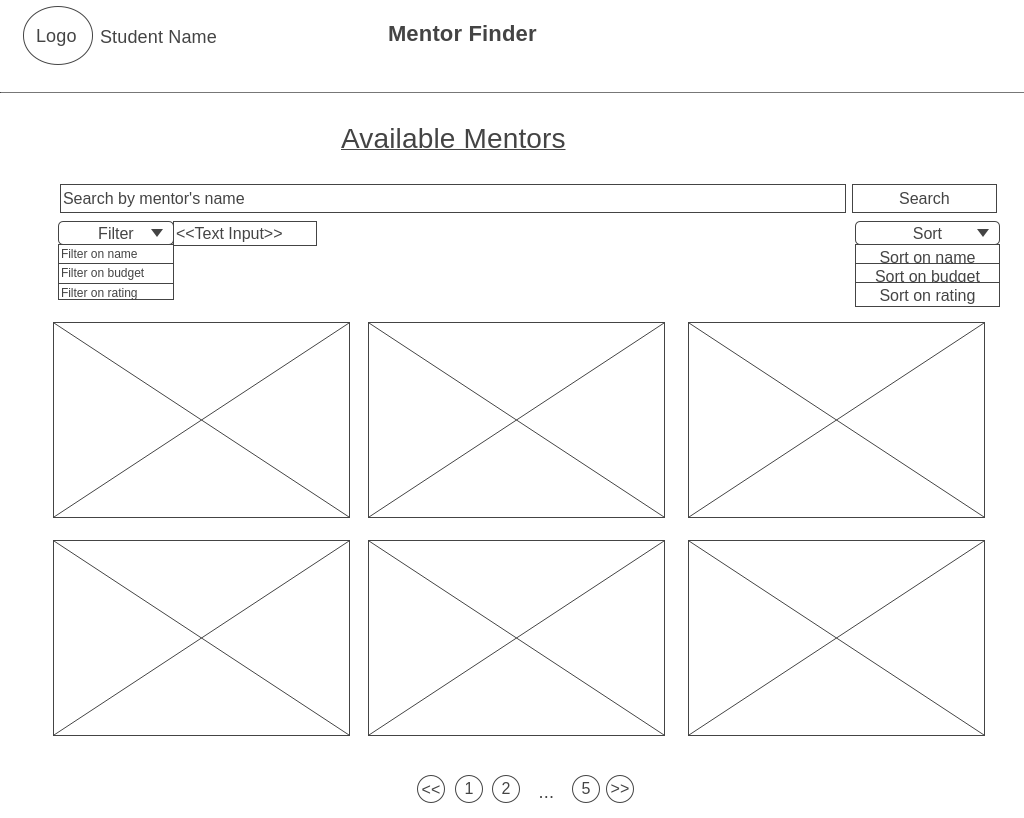 Logo
Student Name
Mentor Finder
Available Mentors
Search by mentor's name
Search
Filter
<<Text Input>>
Sort
Filter on name
Filter on budget
Filter on rating
Sort on name
Sort on budget
Sort on rating
<< 1 2 ... 5 >>